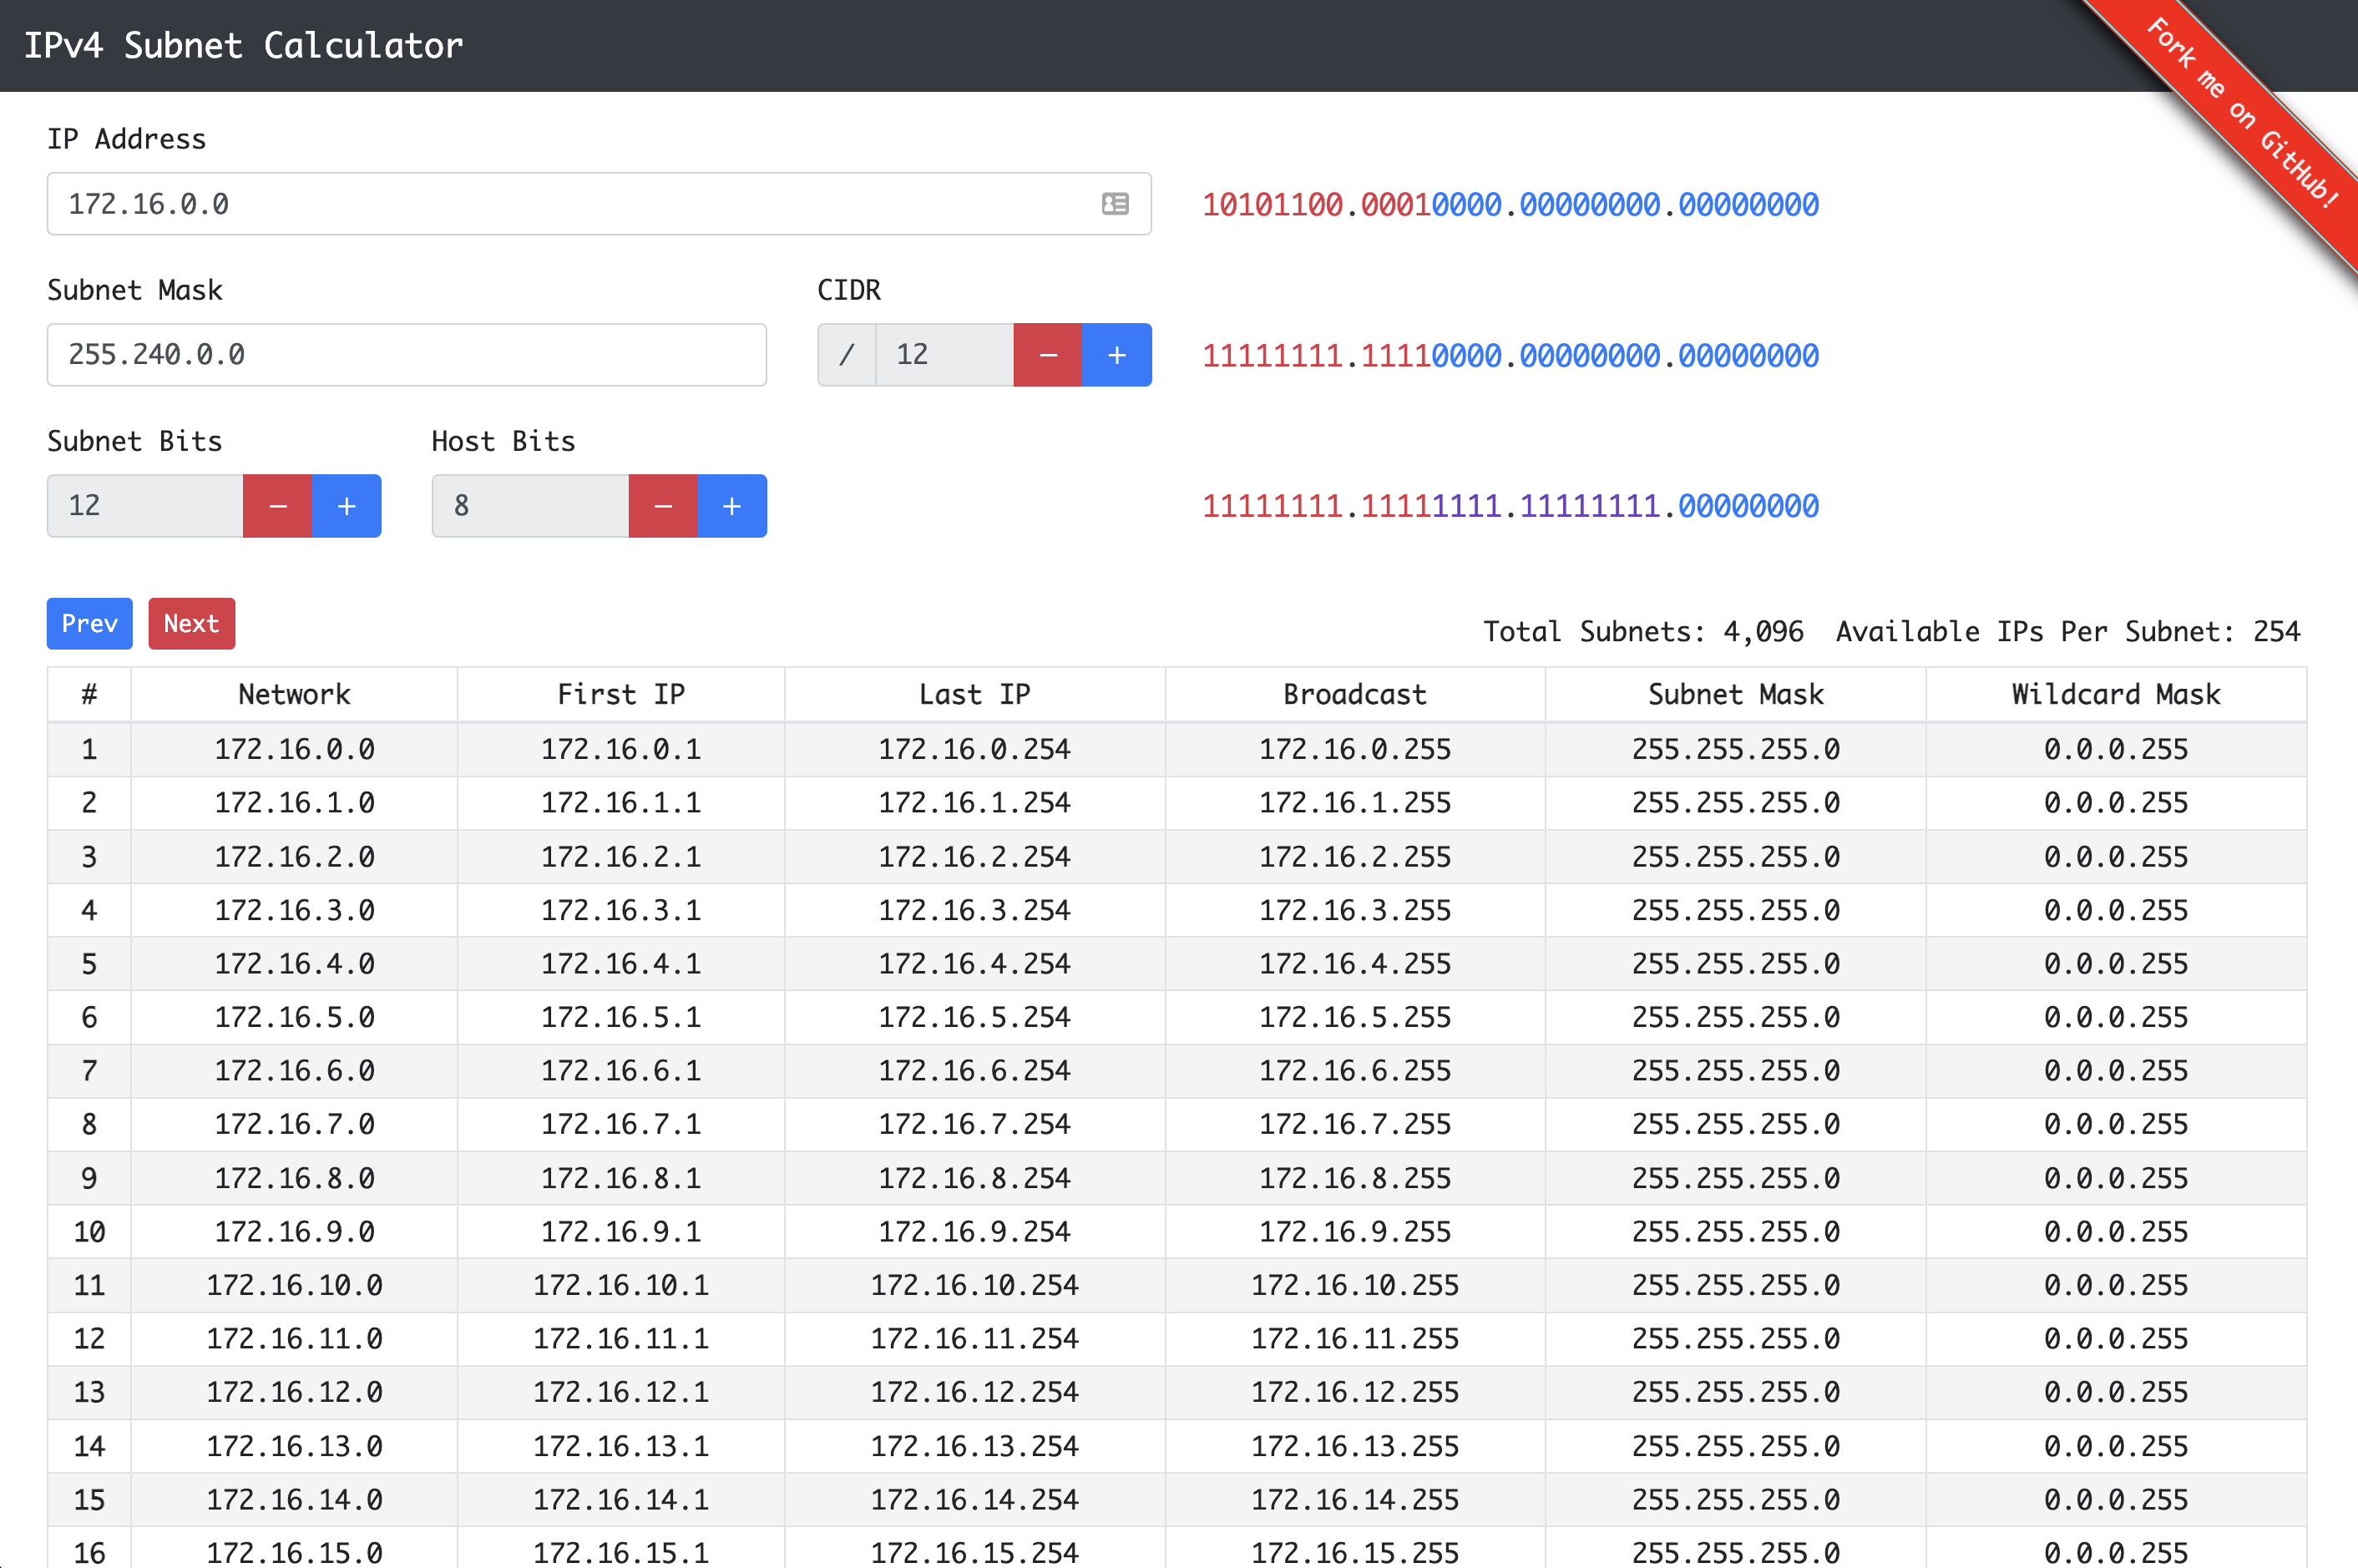 IPv4 Subnet Calculator
Fork me on GitHub!
IP Address
172.16.0.0
10101100.00010000.00000000.00000000
Subnet Mask CIDR
255.240.0.0 / 12 − +
11111111.11110000.00000000.00000000
Subnet Bits Host Bits
12 − + 8 − +
11111111.11111111.11111111.00000000
Prev Next
Total Subnets: 4,096 Available IPs Per Subnet: 254
# Network First IP Last IP Broadcast Subnet Mask Wildcard Mask
1 172.16.0.0 172.16.0.1 172.16.0.254 172.16.0.255 255.255.255.0 0.0.0.255
2 172.16.1.0 172.16.1.1 172.16.1.254 172.16.1.255 255.255.255.0 0.0.0.255
3 172.16.2.0 172.16.2.1 172.16.2.254 172.16.2.255 255.255.255.0 0.0.0.255
4 172.16.3.0 172.16.3.1 172.16.3.254 172.16.3.255 255.255.255.0 0.0.0.255
5 172.16.4.0 172.16.4.1 172.16.4.254 172.16.4.255 255.255.255.0 0.0.0.255
6 172.16.5.0 172.16.5.1 172.16.5.254 172.16.5.255 255.255.255.0 0.0.0.255
7 172.16.6.0 172.16.6.1 172.16.6.254 172.16.6.255 255.255.255.0 0.0.0.255
8 172.16.7.0 172.16.7.1 172.16.7.254 172.16.7.255 255.255.255.0 0.0.0.255
9 172.16.8.0 172.16.8.1 172.16.8.254 172.16.8.255 255.255.255.0 0.0.0.255
10 172.16.9.0 172.16.9.1 172.16.9.254 172.16.9.255 255.255.255.0 0.0.0.255
11 172.16.10.0 172.16.10.1 172.16.10.254 172.16.10.255 255.255.255.0 0.0.0.255
12 172.16.11.0 172.16.11.1 172.16.11.254 172.16.11.255 255.255.255.0 0.0.0.255
13 172.16.12.0 172.16.12.1 172.16.12.254 172.16.12.255 255.255.255.0 0.0.0.255
14 172.16.13.0 172.16.13.1 172.16.13.254 172.16.13.255 255.255.255.0 0.0.0.255
15 172.16.14.0 172.16.14.1 172.16.14.254 172.16.14.255 255.255.255.0 0.0.0.255
16 172.16.15.0 172.16.15.1 172.16.15.254 172.16.15.255 255.255.255.0 0.0.0.255